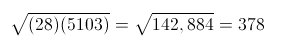 √(28)(5103) = √142,884 = 378